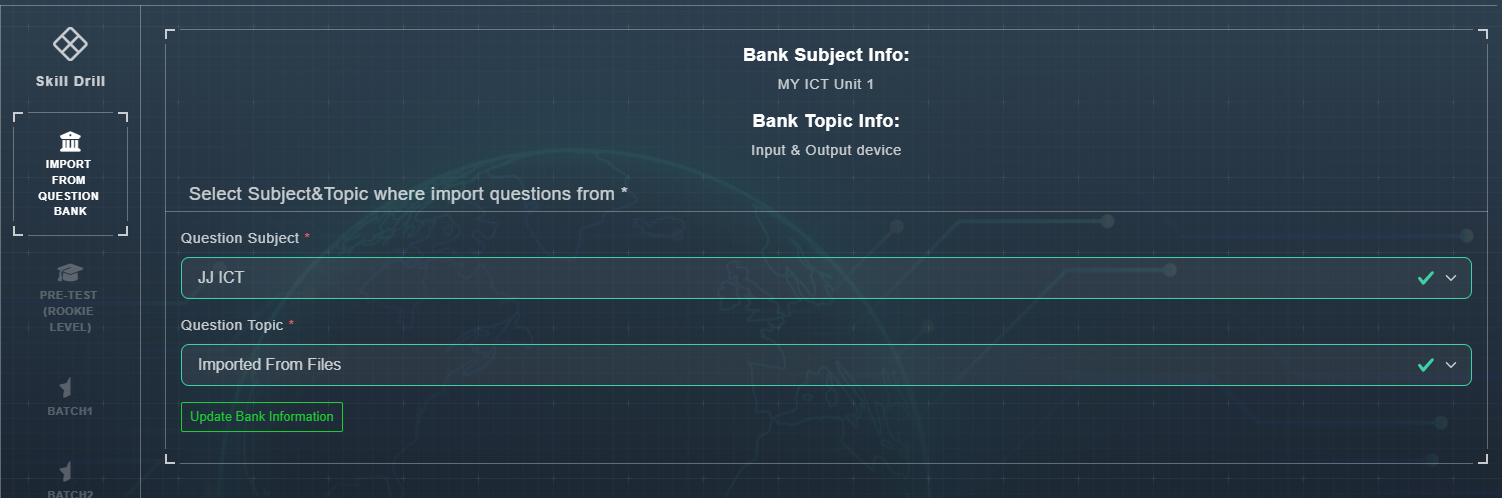 Skill Drill
IMPORT
FROM
QUESTION
BANK
PRE-TEST
(ROOKIE
LEVEL)
BATCH1
BATCH2
Bank Subject Info:
MY ICT Unit 1
Bank Topic Info:
Input & Output device
Select Subject&Topic where import questions from *
Question Subject *
JJ ICT
Question Topic *
Imported From Files
Update Bank Information